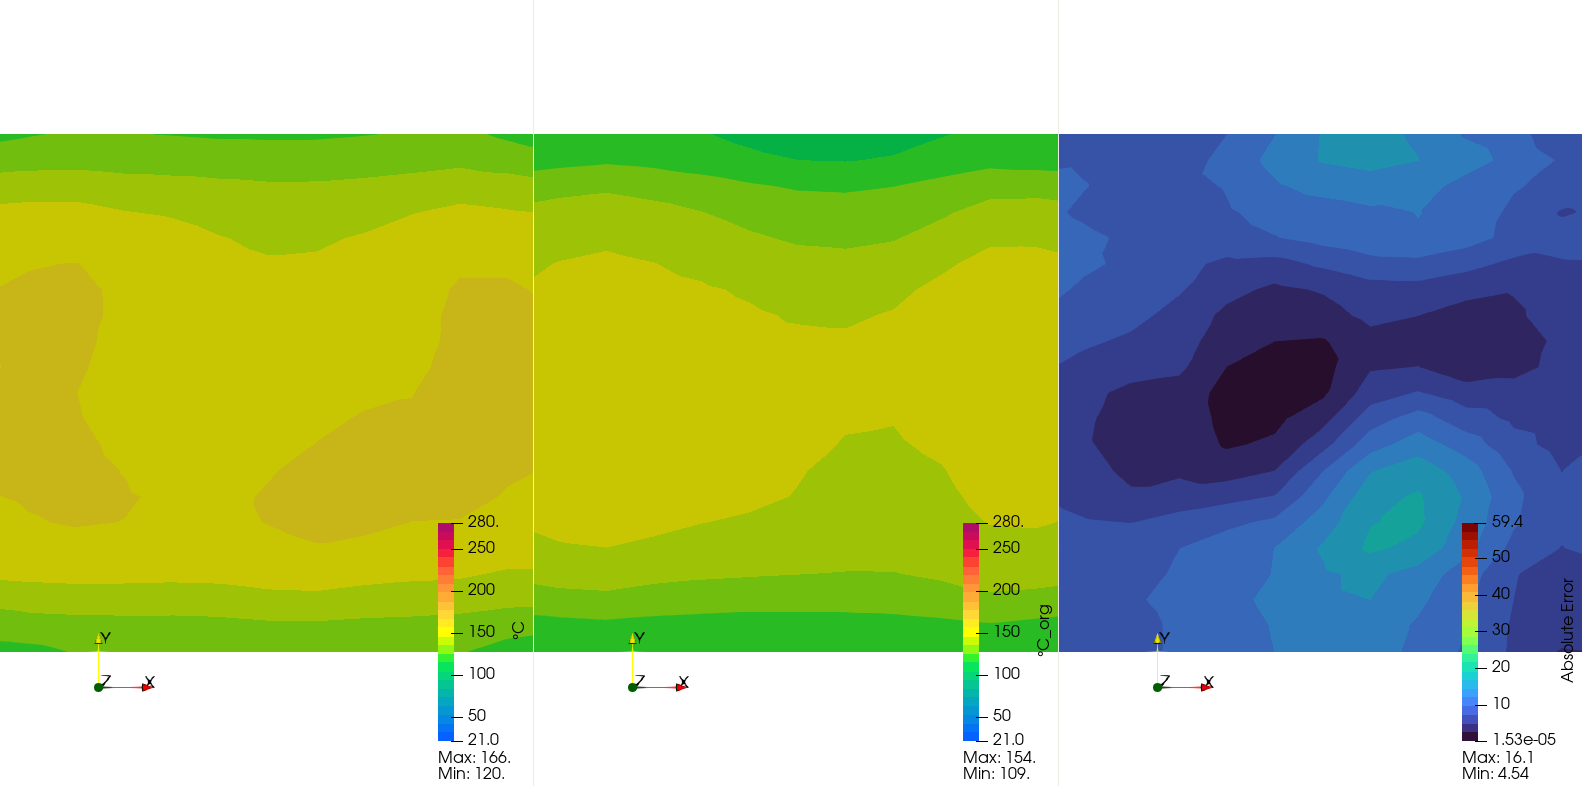 280.
250
200
150
100
50
21.0
°C
Max: 166.
Min: 120.
Y
Z
X
280.
250
200
150
100
50
21.0
°C_org
Max: 154.
Min: 109.
Y
Z
X
59.4
50
40
30
20
10
1.53e-05
Absolute Error
Max: 16.1
Min: 4.54
Y
Z
X